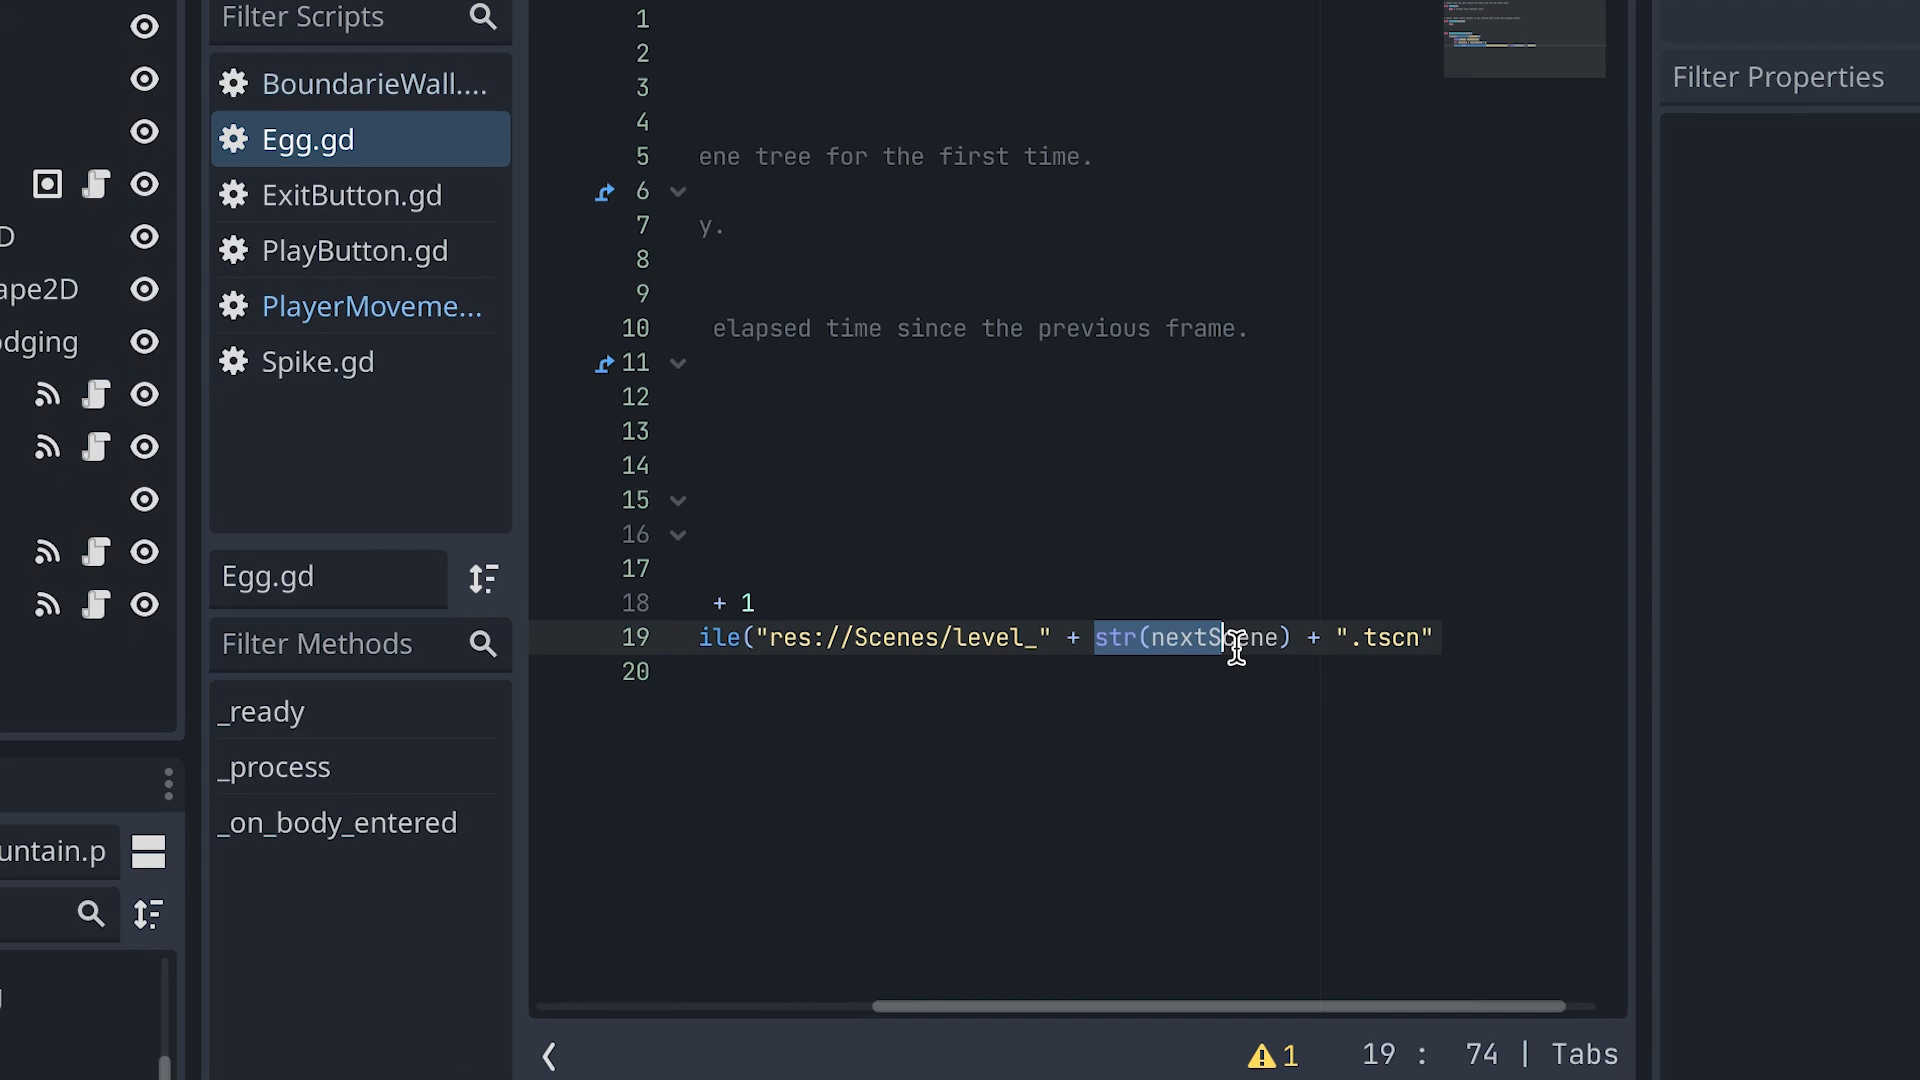 Filter Scripts
BoundarieWall....
Egg.gd
ExitButton.gd
PlayButton.gd
PlayerMoveme...
Spike.gd
Egg.gd
Filter Methods
_ready
_process
_on_body_entered
D
ape2D
odging
untain.p
1
2
3
4
5 ene tree for the first time.
6
7 y.
8
9
10 elapsed time since the previous frame.
11
12
13
14
15
16
17
18 + 1
19 ile("res://Scenes/level_" + str(nextScene) + ".tscn"
20
1 19 : 74 | Tabs
Filter Properties